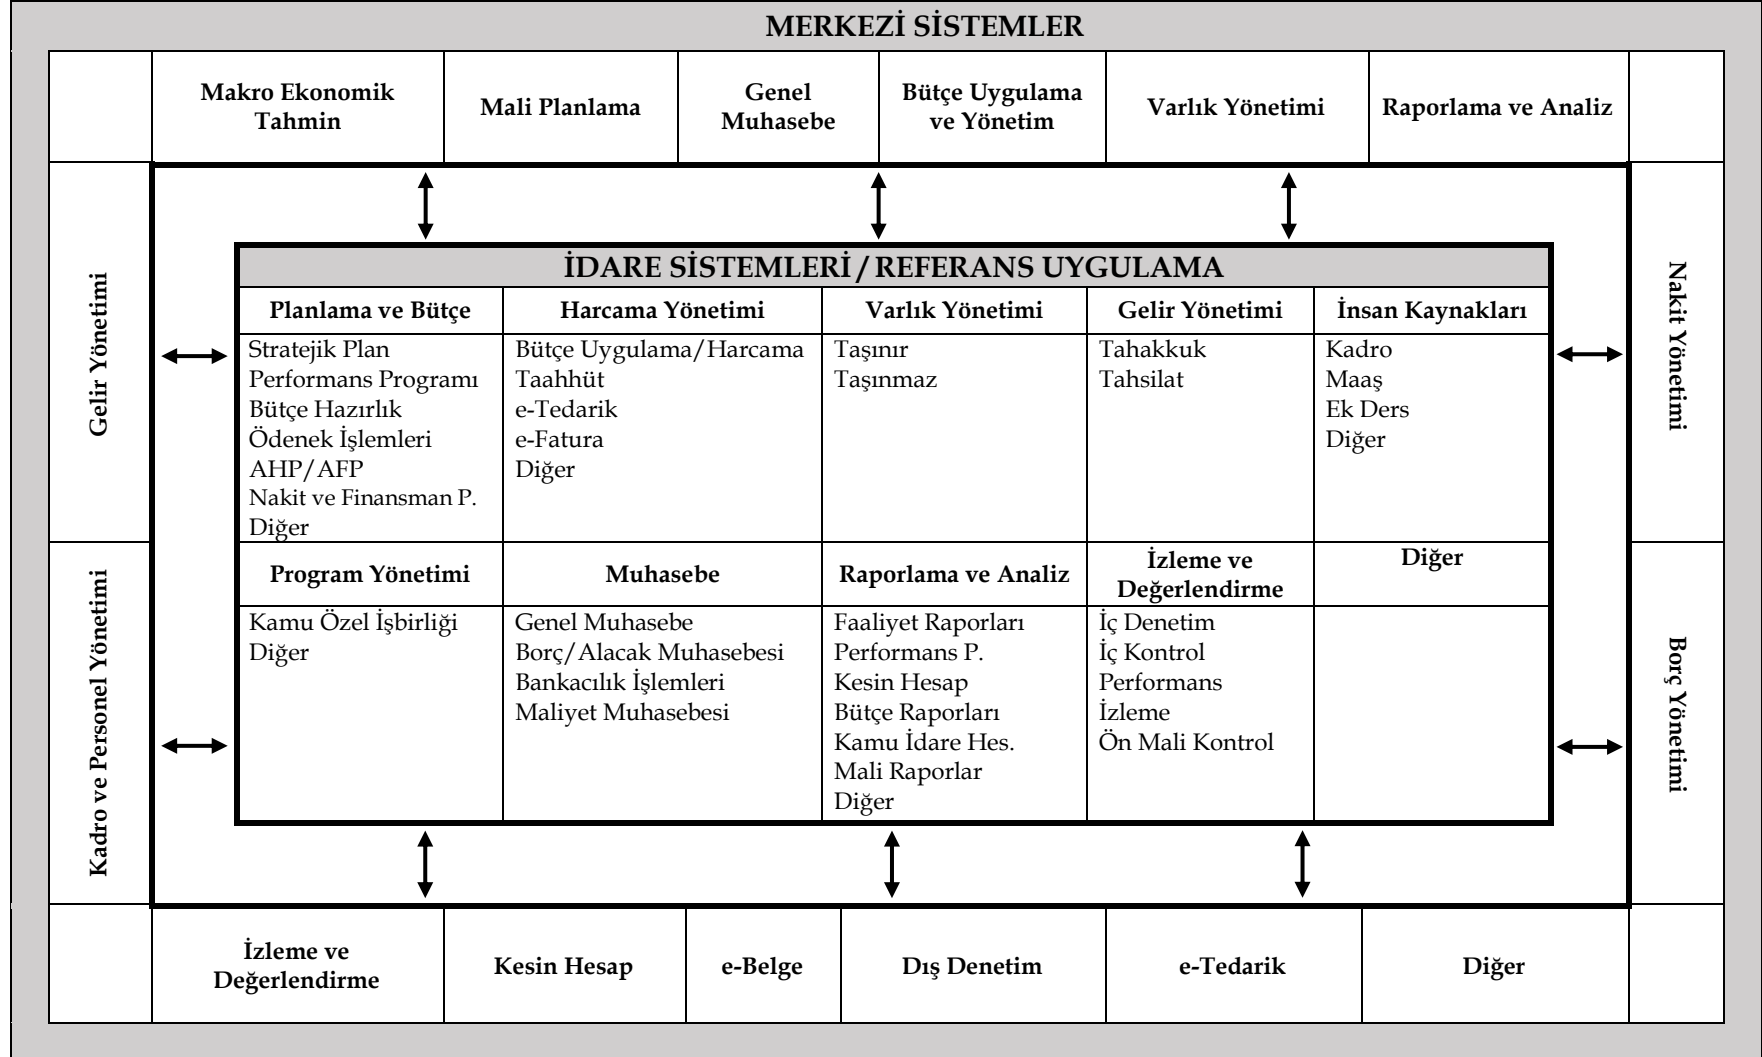 MERKEZİ SİSTEMLER
Makro Ekonomik
Tahmin
Mali Planlama
Genel
Muhasebe
Bütçe Uygulama
ve Yönetim
Varlık Yönetimi
Raporlama ve Analiz
Gelir Yönetimi
Kadro ve Personel Yönetimi
İDARE SİSTEMLERİ / REFERANS UYGULAMA
Planlama ve Bütçe
Stratejik Plan
Performans Programı
Bütçe Hazırlık
Ödenek İşlemleri
AHP/AFP
Nakit ve Finansman P.
Diğer
Harcama Yönetimi
Bütçe Uygulama/Harcama
Taahhüt
e-Tedarik
e-Fatura
Diğer
Varlık Yönetimi
Taşınır
Taşınmaz
Gelir Yönetimi
Tahakkuk
Tahsilat
İnsan Kaynakları
Kadro
Maaş
Ek Ders
Diğer
Program Yönetimi
Kamu Özel İşbirliği
Diğer
Muhasebe
Genel Muhasebe
Borç/Alacak Muhasebesi
Bankacılık İşlemleri
Maliyet Muhasebesi
Raporlama ve Analiz
Faaliyet Raporları
Performans P.
Kesin Hesap
Bütçe Raporları
Kamu İdare Hes.
Mali Raporlar
Diğer
İzleme ve
Değerlendirme
İç Denetim
İç Kontrol
Performans
İzleme
Ön Mali Kontrol
Diğer
Nakit Yönetimi
Borç Yönetimi
İzleme ve
Değerlendirme
Kesin Hesap
e-Belge
Dış Denetim
e-Tedarik
Diğer